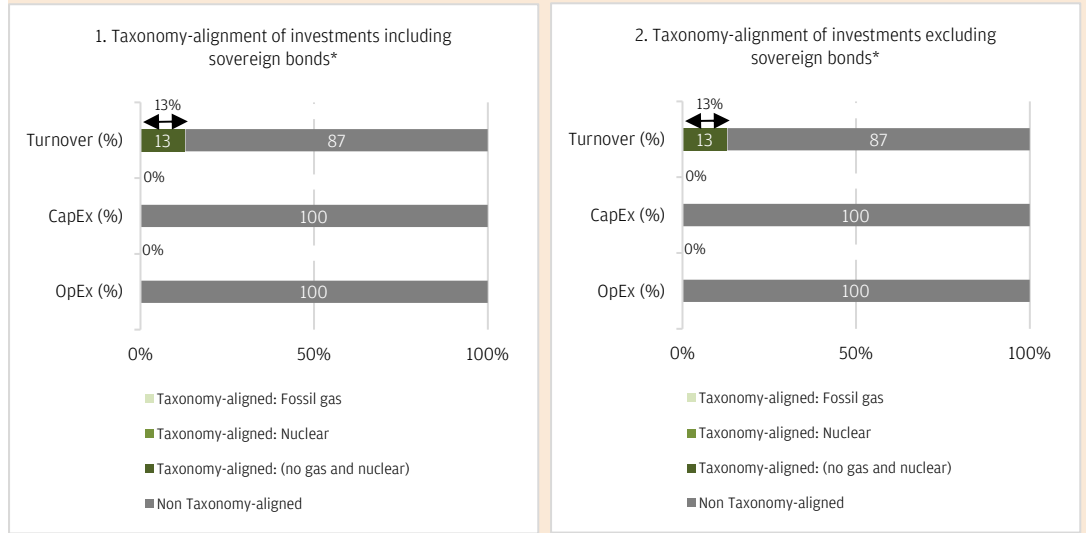 1. Taxonomy-alignment of investments including
sovereign bonds*
13%
Turnover (%)
13
87
0%
CapEx (%)
100
0%
OpEx (%)
100
0%
50%
100%
Taxonomy-aligned: Fossil gas
Taxonomy-aligned: Nuclear
Taxonomy-aligned: (no gas and nuclear)
Non Taxonomy-aligned
2. Taxonomy-alignment of investments excluding
sovereign bonds*
13%
Turnover (%)
13
87
0%
CapEx (%)
100
0%
OpEx (%)
100
0%
50%
100%
Taxonomy-aligned: Fossil gas
Taxonomy-aligned: Nuclear
Taxonomy-aligned: (no gas and nuclear)
Non Taxonomy-aligned